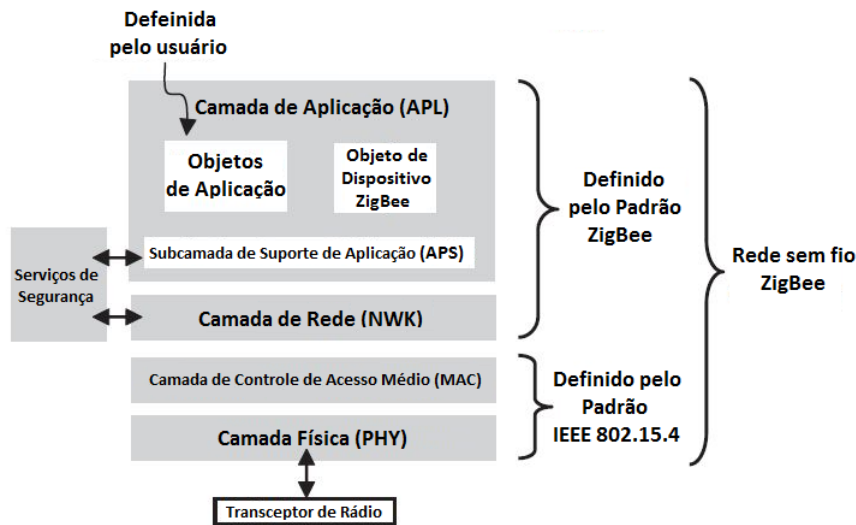 Defeinida
pelo usuário
Camada de Aplicação (APL)
Objetos
de Aplicação
Objeto de
Dispositivo
ZigBee
Subcamada de Suporte de Aplicação (APS)
Serviços de
Segurança
Camada de Rede (NWK)
Camada de Controle de Acesso Médio (MAC)
Camada Física (PHY)
Transceptor de Rádio
Definido
pelo Padrão
ZigBee
Definido pelo
Padrão
IEEE 802.15.4
Rede sem fio
ZigBee